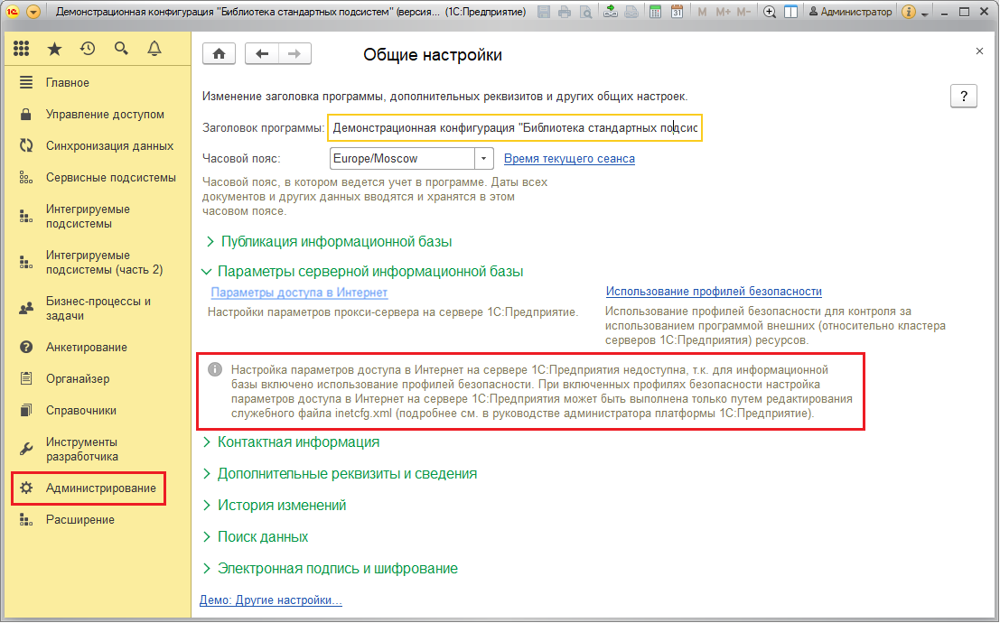 Демонстрационная конфигурация "Библиотека стандартных подсистем" (верси... (1С:Предприятие)
31
M M+ M-
Администратор
Общие настройки
Главное
Управление доступом
Синхронизация данных
Сервисные подсистемы
Интегрируемые
подсистемы
Интегрируемые
подсистемы (часть 2)
Бизнес-процессы и
задачи
Анкетирование
Органайзер
Справочники
Инструменты
разработчика
Администрирование
Расширение
Изменение заголовка программы, дополнительных реквизитов и других общих настроек.
?
Заголовок программы: Демонстрационная конфигурация "Библиотека стандартных подсис
Часовой пояс: Europe/Moscow Время текущего сеанса
Часовой пояс, в котором ведется учет в программе. Даты всех
документов и других данных вводятся и хранятся в этом
часовом поясе.
Публикация информационной базы
Параметры серверной информационной базы
Параметры доступа в Интернет
Настройки параметров прокси-сервера на сервере 1С:Предприятие.
Использование профилей безопасности
Использование профилей безопасности для контроля за
использованием программой внешних (относительно кластера
серверов 1С:Предприятия) ресурсов.
Настройка параметров доступа в Интернет на сервере 1С:Предприятия недоступна, т.к. для информационной
базы включено использование профилей безопасности. При включенных профилях безопасности настройка
параметров доступа в Интернет на сервере 1С:Предприятия может быть выполнена только путем редактирования
служебного файла inetcfg.xml (подробнее см. в руководстве администратора платформы 1С:Предприятие).
Контактная информация
Дополнительные реквизиты и сведения
История изменений
Поиск данных
Электронная подпись и шифрование
Демо: Другие настройки...